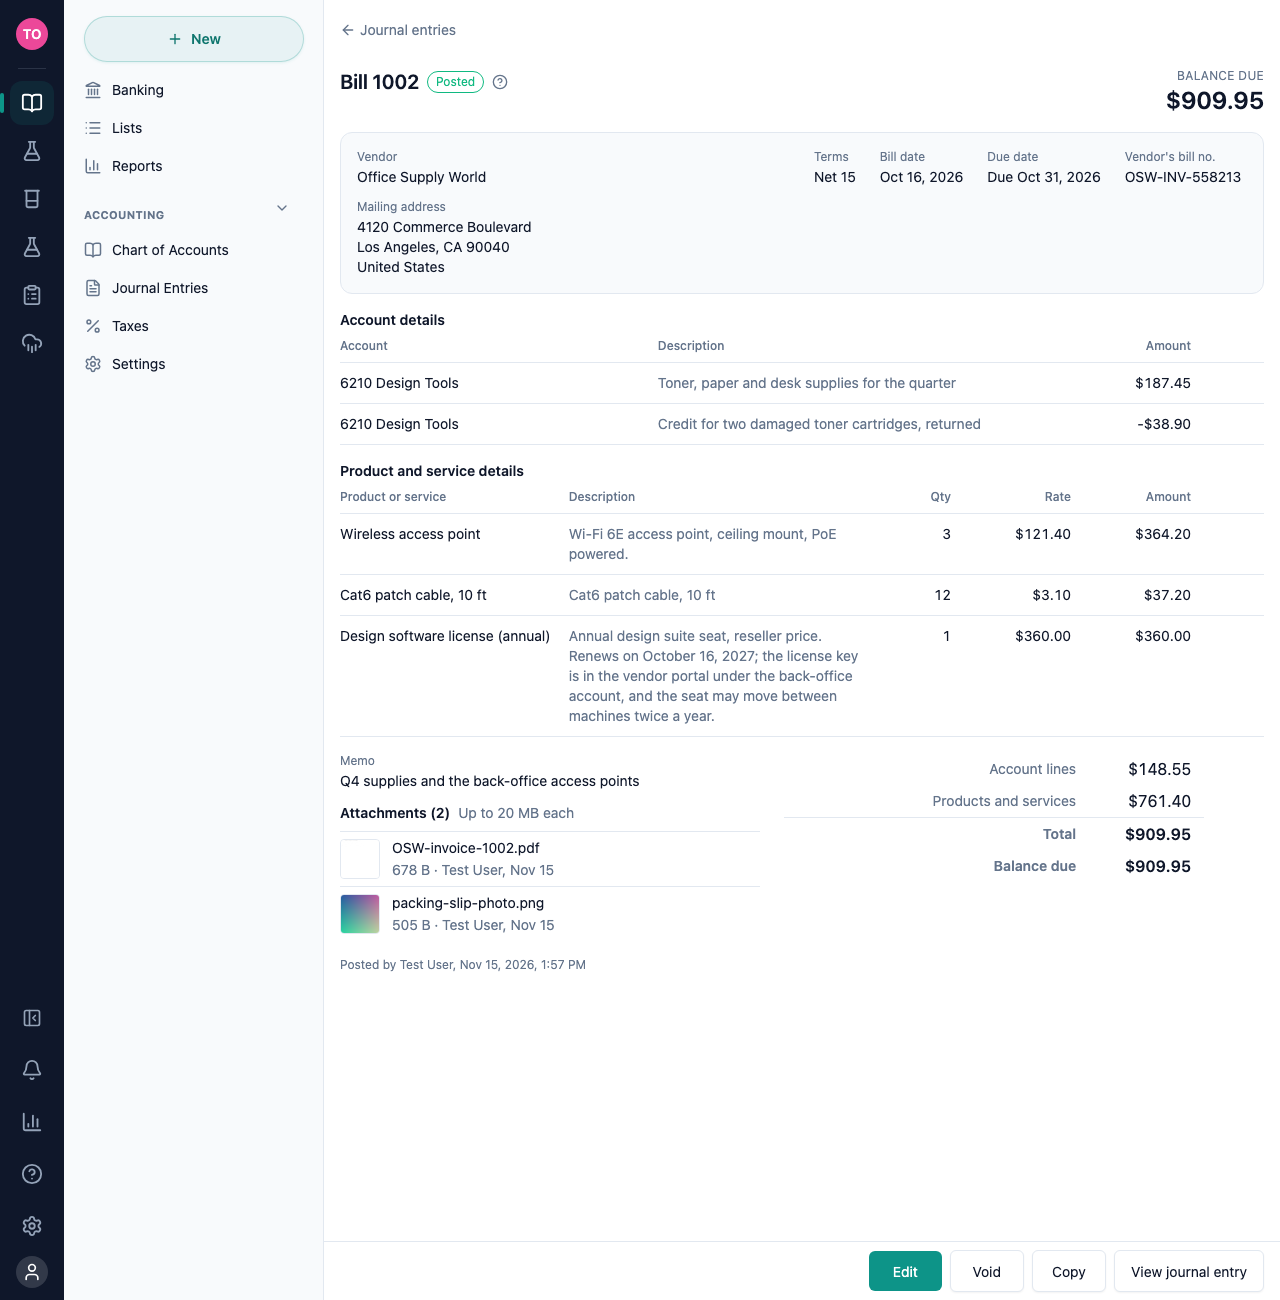 TO
New
Banking
Lists
Reports
ACCOUNTING
Chart of Accounts
Journal Entries
Taxes
Settings
Journal entries
Bill 1002 Posted
BALANCE DUE
$909.95
Vendor
Office Supply World
Mailing address
4120 Commerce Boulevard
Los Angeles, CA 90040
United States
Terms
Net 15
Bill date
Oct 16, 2026
Due date
Due Oct 31, 2026
Vendor's bill no.
OSW-INV-558213
Account details
Account Description Amount
6210 Design Tools Toner, paper and desk supplies for the quarter $187.45
6210 Design Tools Credit for two damaged toner cartridges, returned -$38.90
Product and service details
Product or service Description Qty Rate Amount
Wireless access point Wi-Fi 6E access point, ceiling mount, PoE 3 $121.40 $364.20
powered.
Cat6 patch cable, 10 ft Cat6 patch cable, 10 ft 12 $3.10 $37.20
Design software license (annual) Annual design suite seat, reseller price. 1 $360.00 $360.00
Renews on October 16, 2027; the license key
is in the vendor portal under the back-office
account, and the seat may move between
machines twice a year.
Memo
Q4 supplies and the back-office access points
Attachments (2) Up to 20 MB each
OSW-invoice-1002.pdf
678 B · Test User, Nov 15
packing-slip-photo.png
505 B · Test User, Nov 15
Account lines $148.55
Products and services $761.40
Total $909.95
Balance due $909.95
Posted by Test User, Nov 15, 2026, 1:57 PM
Edit Void Copy View journal entry